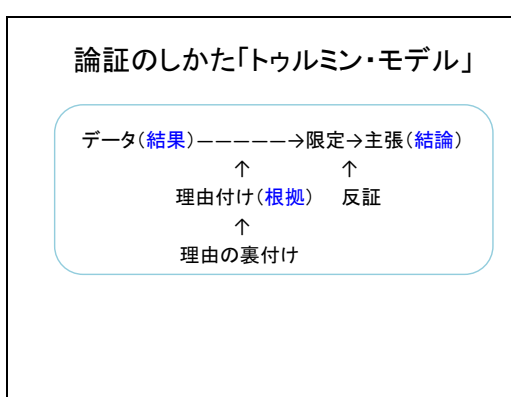 論証のしかた「トゥルミン・モデル」
データ(結果)—————→限定→主張(結論)
↑ ↑
理由付け(根拠) 反証
↑
理由の裏付け